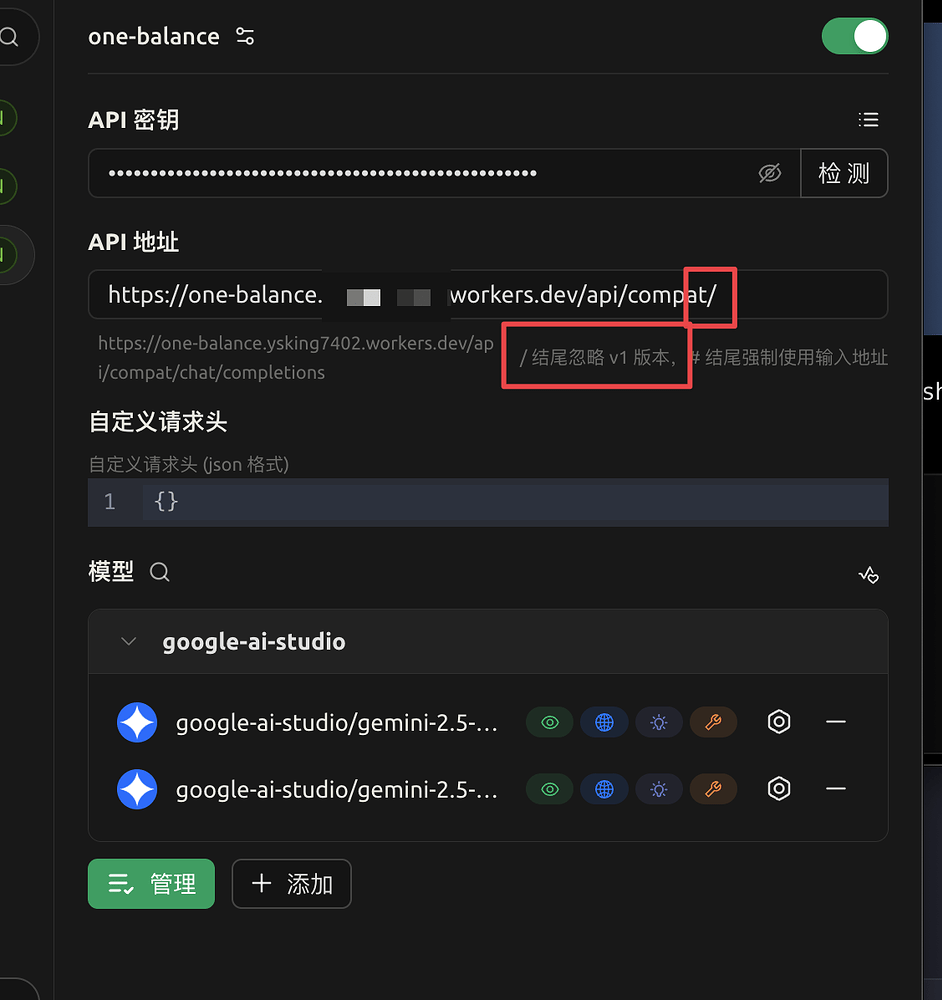 one-balance
API 密钥
••••••••••••••••••••••••••••••••••••••••••••••••••••
检 测
API 地址
https://one-balance. workers.dev/api/compat/
https://one-balance.ysking7402.workers.dev/ap
i/compat/chat/completions
/ 结尾忽略 v1 版本，# 结尾强制使用输入地址
自定义请求头
自定义请求头 (json 格式)
1 {}
模型
google-ai-studio
google-ai-studio/gemini-2.5-...
google-ai-studio/gemini-2.5-...
管理
添加